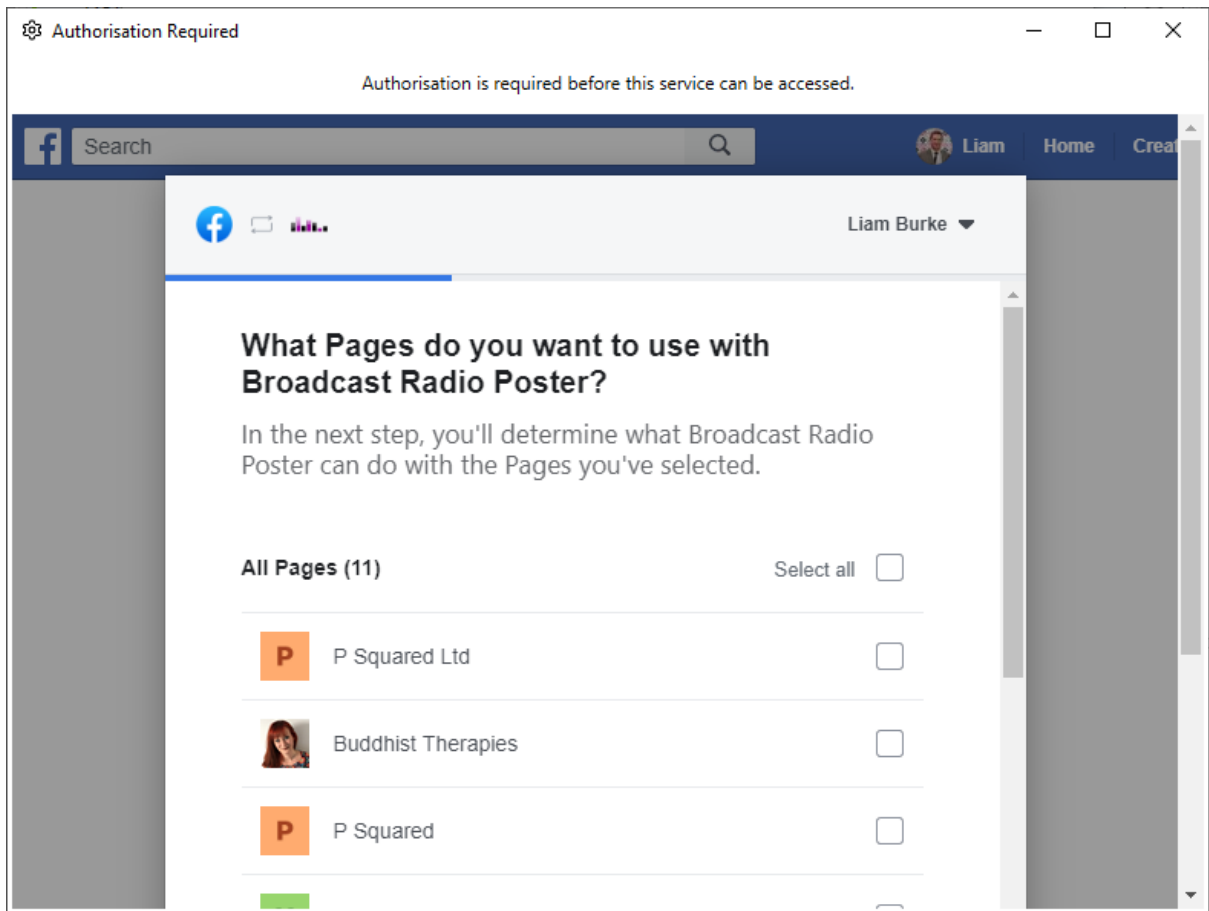 Authorisation Required
Authorisation is required before this service can be accessed.
Search
Liam
Home
Creat
Liam Burke
What Pages do you want to use with
Broadcast Radio Poster?
In the next step, you'll determine what Broadcast Radio
Poster can do with the Pages you've selected.
All Pages (11)
Select all
P
P Squared Ltd
Buddhist Therapies
P
P Squared